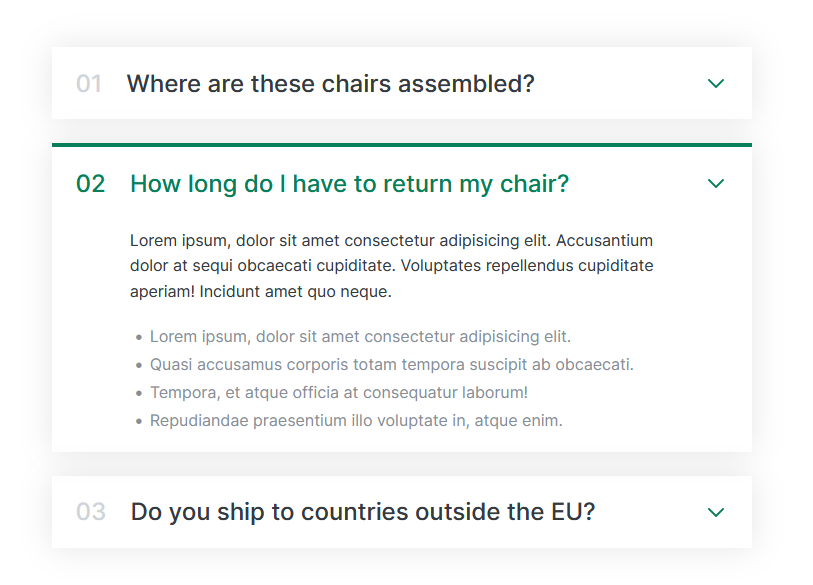 01 Where are these chairs assembled?
02 How long do I have to return my chair?
Lorem ipsum, dolor sit amet consectetur adipisicing elit. Accusantium
dolor at sequi obcaecati cupiditate. Voluptates repellendus cupiditate
aperiam! Incidunt amet quo neque.
• Lorem ipsum, dolor sit amet consectetur adipisicing elit.
• Quasi accusamus corporis totam tempora suscipit ab obcaecati.
• Tempora, et atque officia at consequatur laborum!
• Repudiandae praesentium illo voluptate in, atque enim.
03 Do you ship to countries outside the EU?